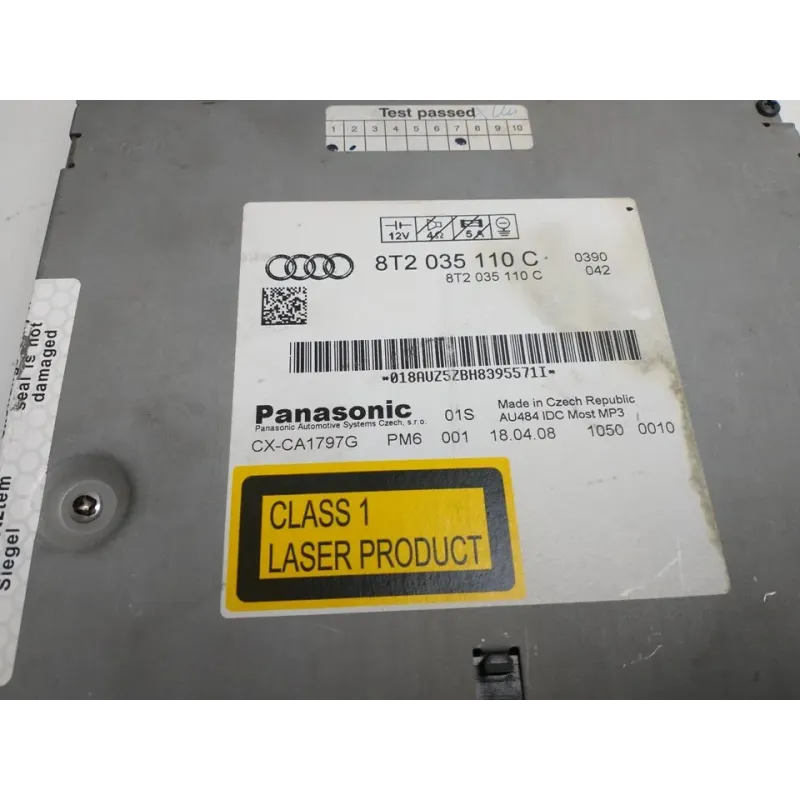 Test passed
1 2 3 4 5 6 7 8 9 10
12V 4Ω 5A
8T2 035 110 C 0390
8T2 035 110 C 042
*018AUZ5ZBH8395571I*
Panasonic 01S Made in Czech Republic
Panasonic Automotive Systems Czech, s.r.o. AU484 IDC Most MP3
CX-CA1797G PM6 001 18.04.08 1050 0010
CLASS 1
LASER PRODUCT
seal is not
damaged
Siegel